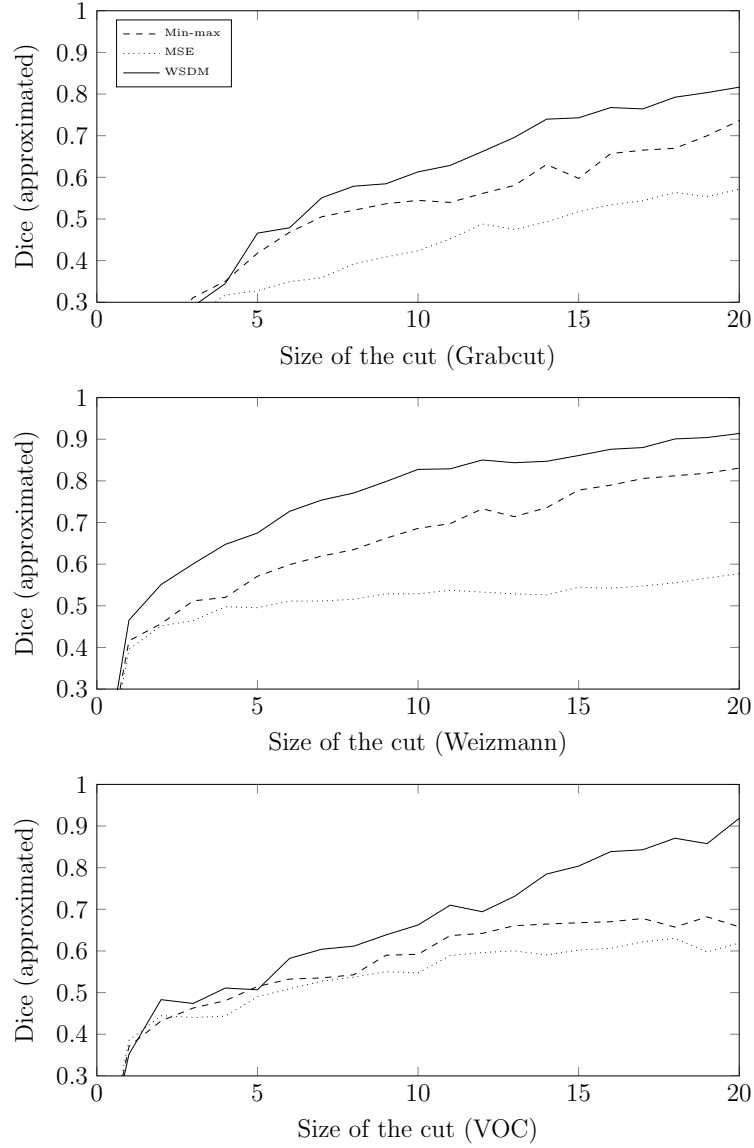 1
0.9
0.8
0.7
0.6
0.5
0.4
0.3
Dice (approximated)
Min-max
MSE
WSDM
0 5 10 15 20
Size of the cut (Grabcut)
1
0.9
0.8
0.7
0.6
0.5
0.4
0.3
Dice (approximated)
0 5 10 15 20
Size of the cut (Weizmann)
1
0.9
0.8
0.7
0.6
0.5
0.4
0.3
Dice (approximated)
0 5 10 15 20
Size of the cut (VOC)